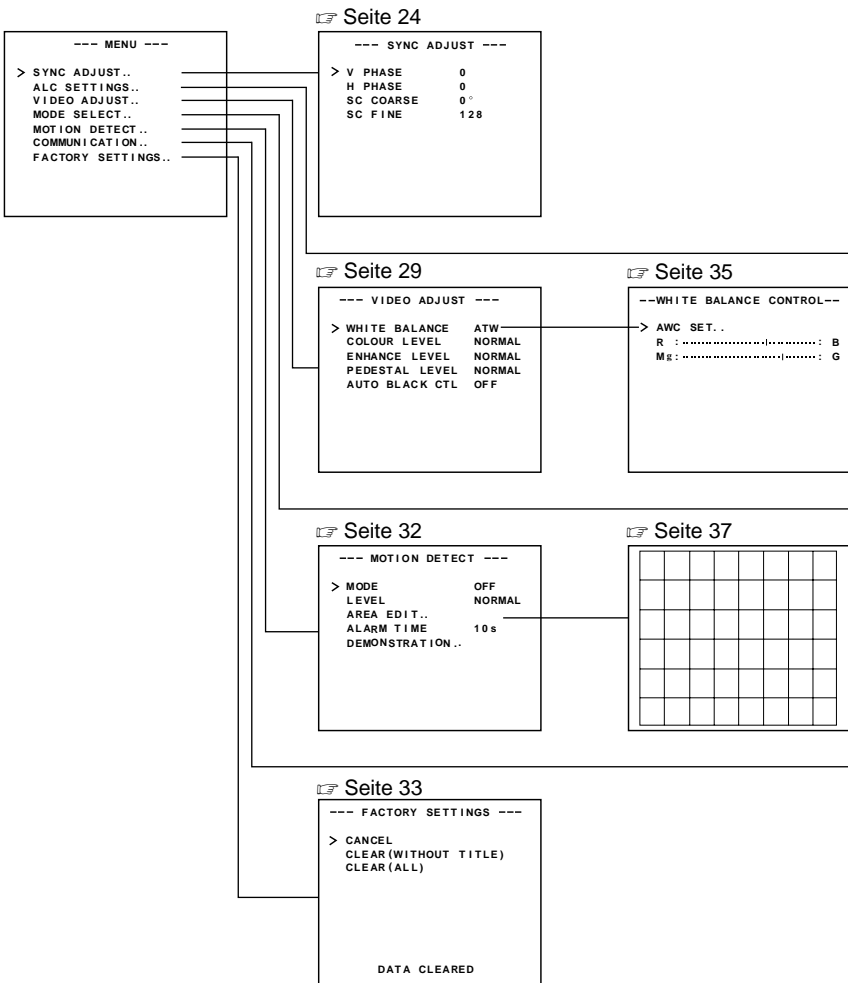 ☞ Seite 24
--- MENU ---
> SYNC ADJUST..
ALC SETTINGS..
VIDEO ADJUST..
MODE SELECT..
MOTION DETECT..
COMMUNICATION..
FACTORY SETTINGS..
--- SYNC ADJUST ---
> V PHASE 0
H PHASE 0
SC COARSE 0°
SC FINE 128
☞ Seite 29
--- VIDEO ADJUST ---
> WHITE BALANCE ATW
COLOUR LEVEL NORMAL
ENHANCE LEVEL NORMAL
PEDESTAL LEVEL NORMAL
AUTO BLACK CTL OFF
☞ Seite 35
--WHITE BALANCE CONTROL--
> AWC SET..
R : : B
Mg: : G
☞ Seite 32
--- MOTION DETECT ---
> MODE OFF
LEVEL NORMAL
AREA EDIT..
ALARM TIME 10s
DEMONSTRATION..
☞ Seite 37
☞ Seite 33
--- FACTORY SETTINGS ---
> CANCEL
CLEAR(WITHOUT TITLE)
CLEAR(ALL)
DATA CLEARED